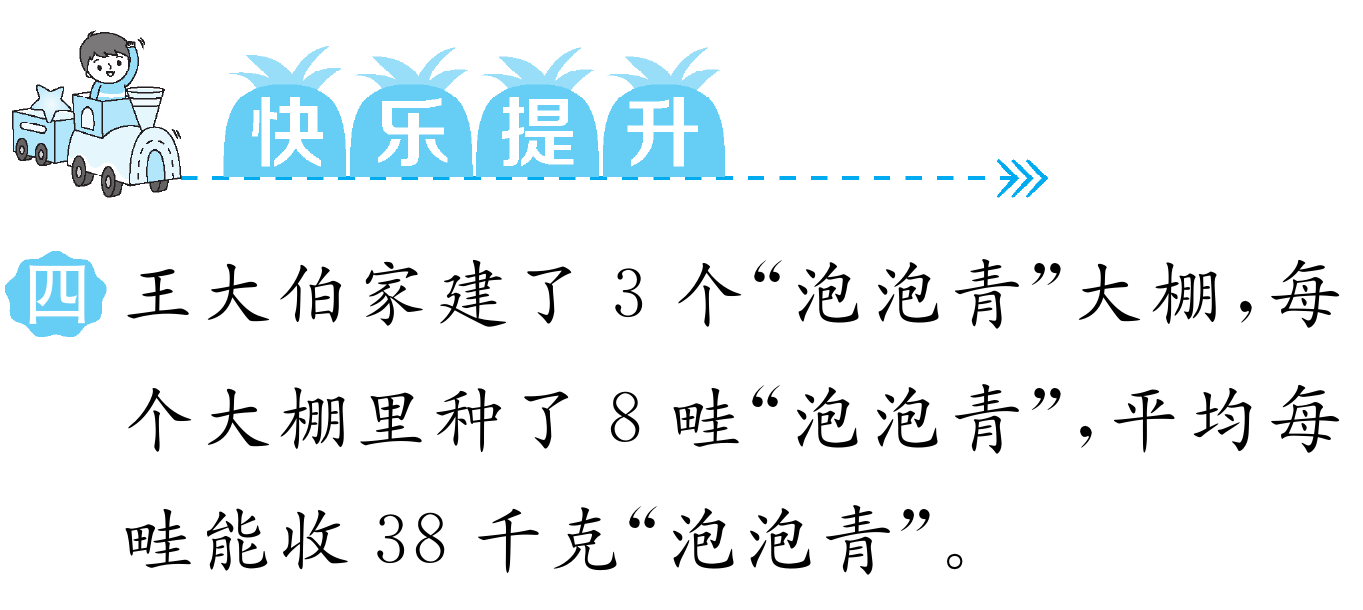 快乐提升
四 王大伯家建了 3 个“泡泡青”大棚，每
个大棚里种了 8 畦“泡泡青”，平均每
畦能收 38 千克“泡泡青”。